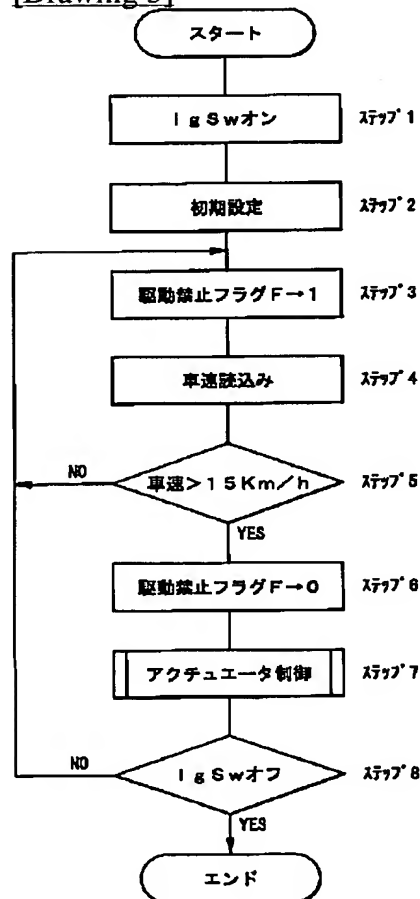 スタート
IgSwオン ステップ1
初期設定 ステップ2
駆動禁止フラグF→1 ステップ3
車速読込み ステップ4
NO 車速>15Km/h ステップ5
YES
駆動禁止フラグF→0 ステップ6
アクチュエータ制御 ステップ7
NO IgSwオフ ステップ8
YES
エンド